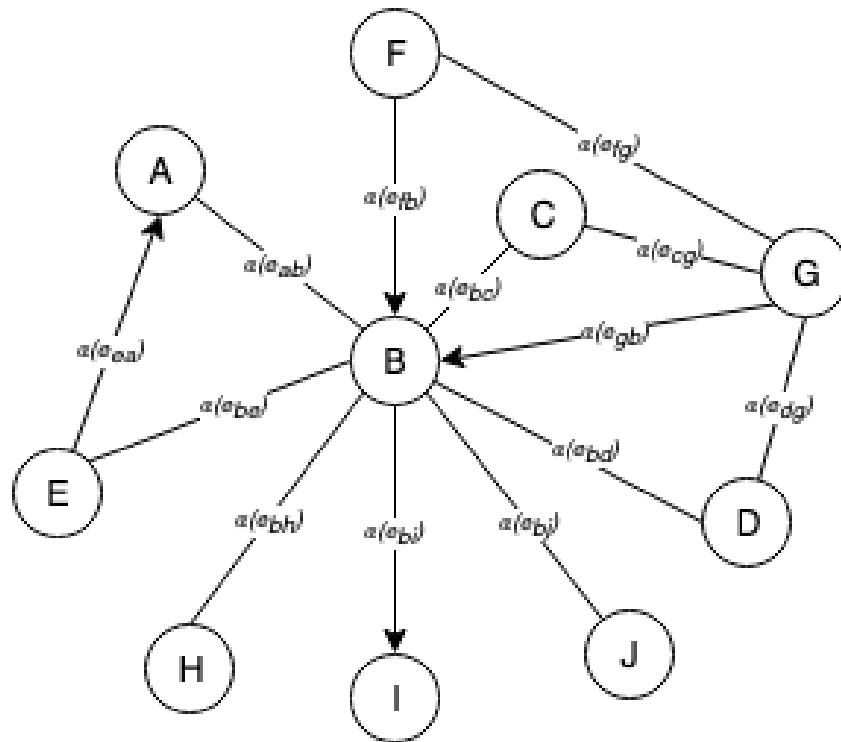 F
α(e_fg)
A
α(e_fb)
C
α(e_cg)
G
α(e_ab)
α(e_bc)
α(e_gb)
α(e_ea)
B
α(e_be)
α(e_dg)
α(e_bd)
E
α(e_bh)
α(e_bi)
α(e_bj)
D
H
I
J